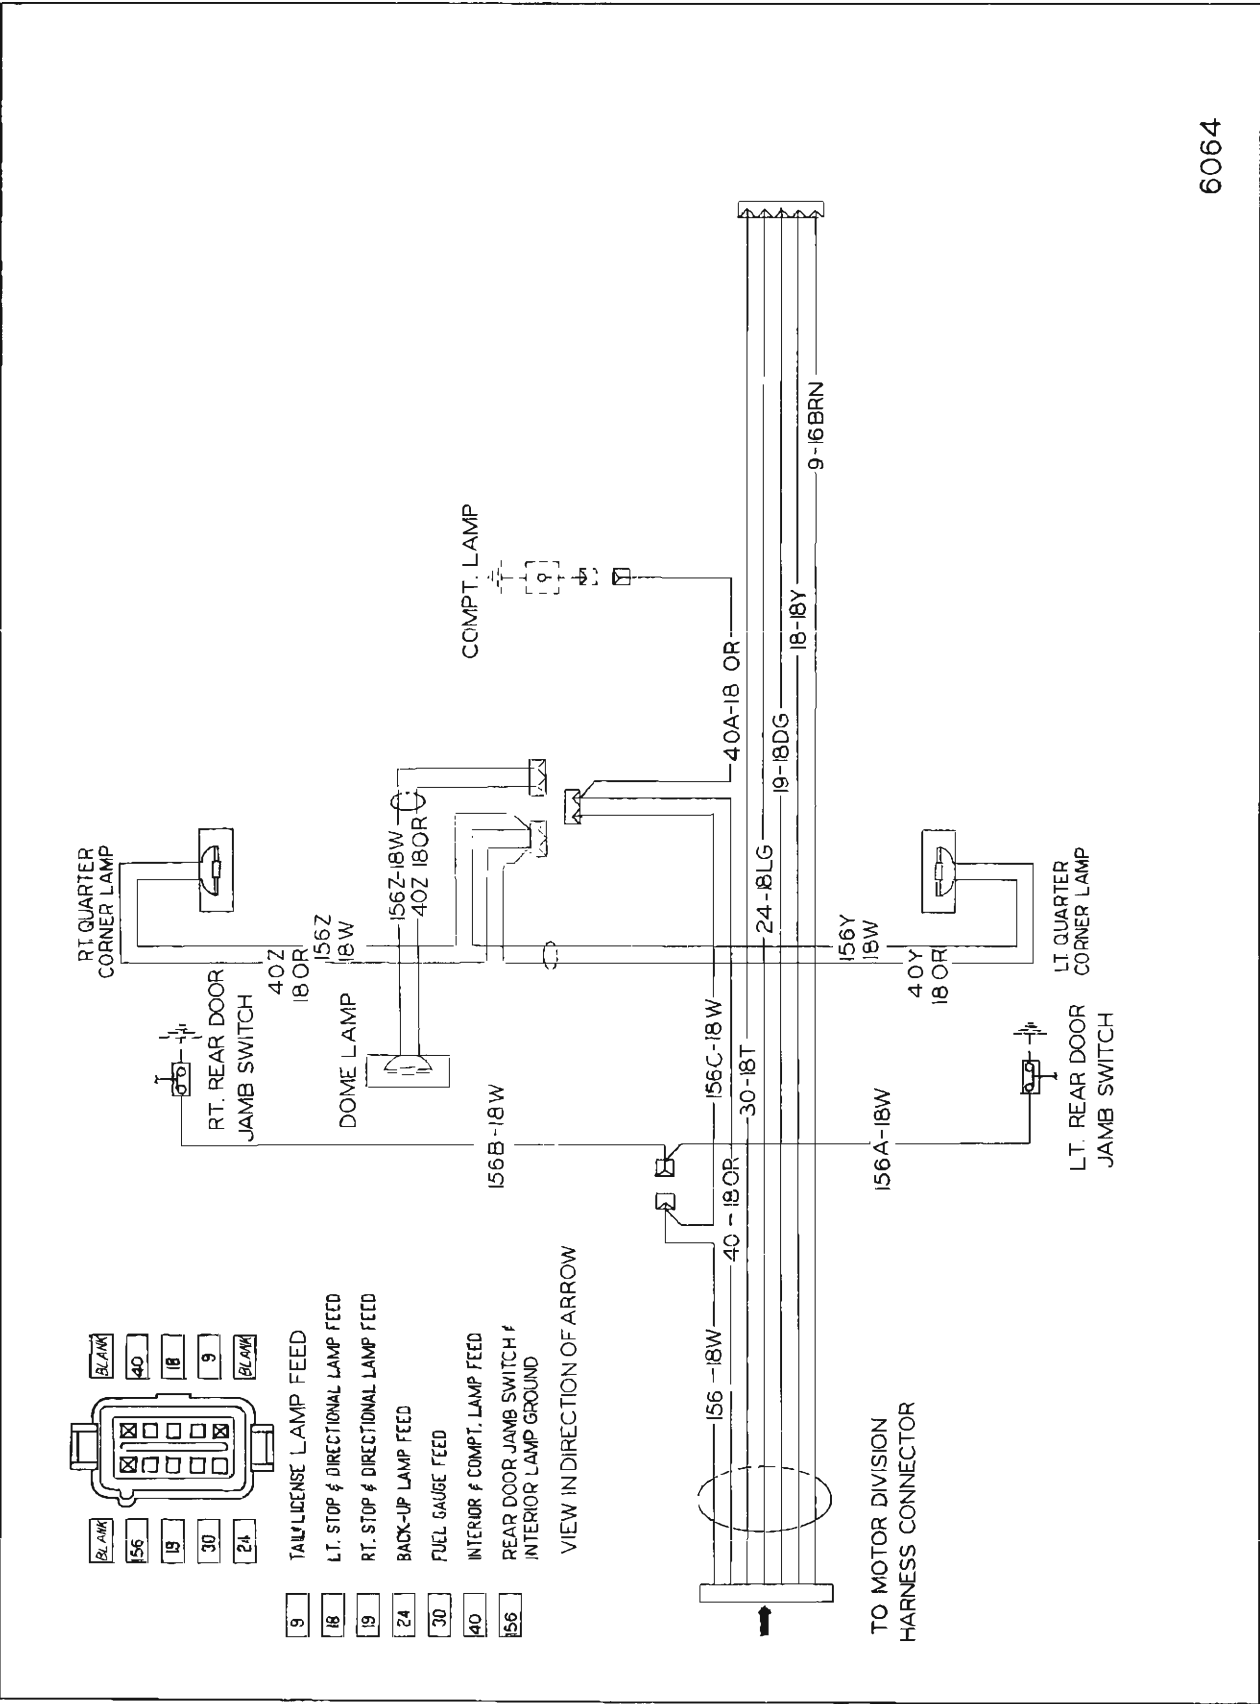 6064
RT. QUARTER
CORNER LAMP
40Z
18OR
156Z
18W
RT. REAR DOOR
JAMB SWITCH
DOME LAMP
156Z-18W
40Z 18OR
COMPT. LAMP
156B-18W
156C-18W
40-18OR
30-18T
24-18LG
19-18DG
40A-18 OR
18-18Y
9-16BRN
156-18W
156A-18W
156Y
18W
40Y
18OR
LT. QUARTER
CORNER LAMP
LT. REAR DOOR
JAMB SWITCH
TO MOTOR DIVISION
HARNESS CONNECTOR
BLANK
40
18
9
BLANK
BLANK
156
19
30
24
9 TAIL/LICENSE LAMP FEED
18 LT. STOP & DIRECTIONAL LAMP FEED
19 RT. STOP & DIRECTIONAL LAMP FEED
24 BACK-UP LAMP FEED
30 FUEL GAUGE FEED
40 INTERIOR & COMPT. LAMP FEED
156 REAR DOOR JAMB SWITCH &
INTERIOR LAMP GROUND
VIEW IN DIRECTION OF ARROW